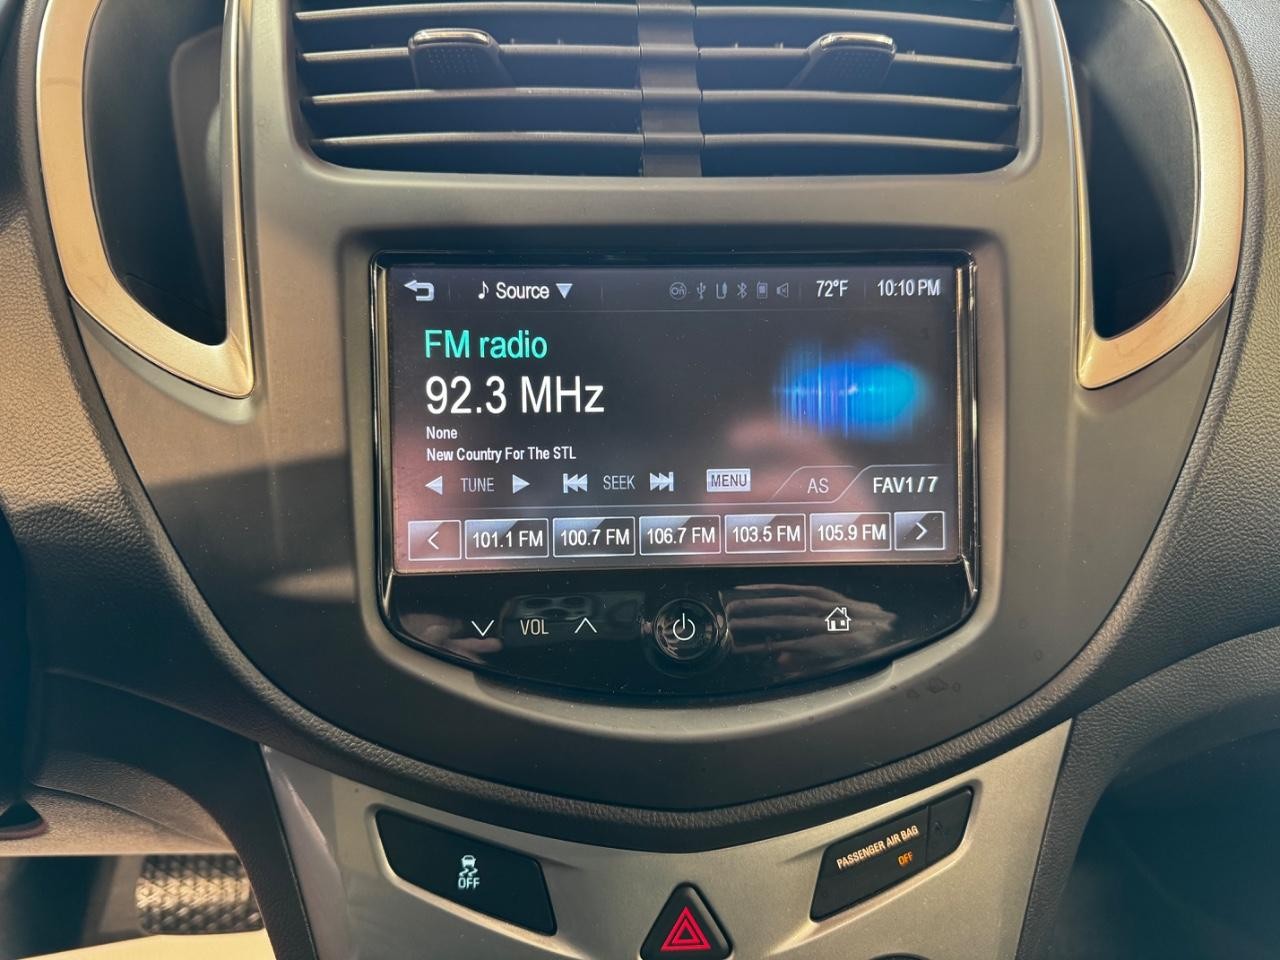 Source 72°F 10:10 PM
FM radio
92.3 MHz
None
New Country For The STL
TUNE SEEK MENU AS FAV1/7
< 101.1 FM 100.7 FM 106.7 FM 103.5 FM 105.9 FM >
VOL
PASSENGER AIR BAG
OFF
OFF